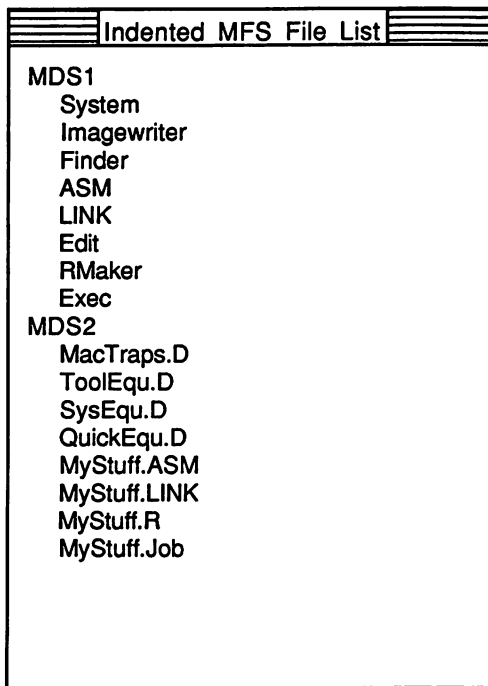 Indented MFS File List
MDS1
System
Imagewriter
Finder
ASM
LINK
Edit
RMaker
Exec
MDS2
MacTraps.D
ToolEqu.D
SysEqu.D
QuickEqu.D
MyStuff.ASM
MyStuff.LINK
MyStuff.R
MyStuff.Job